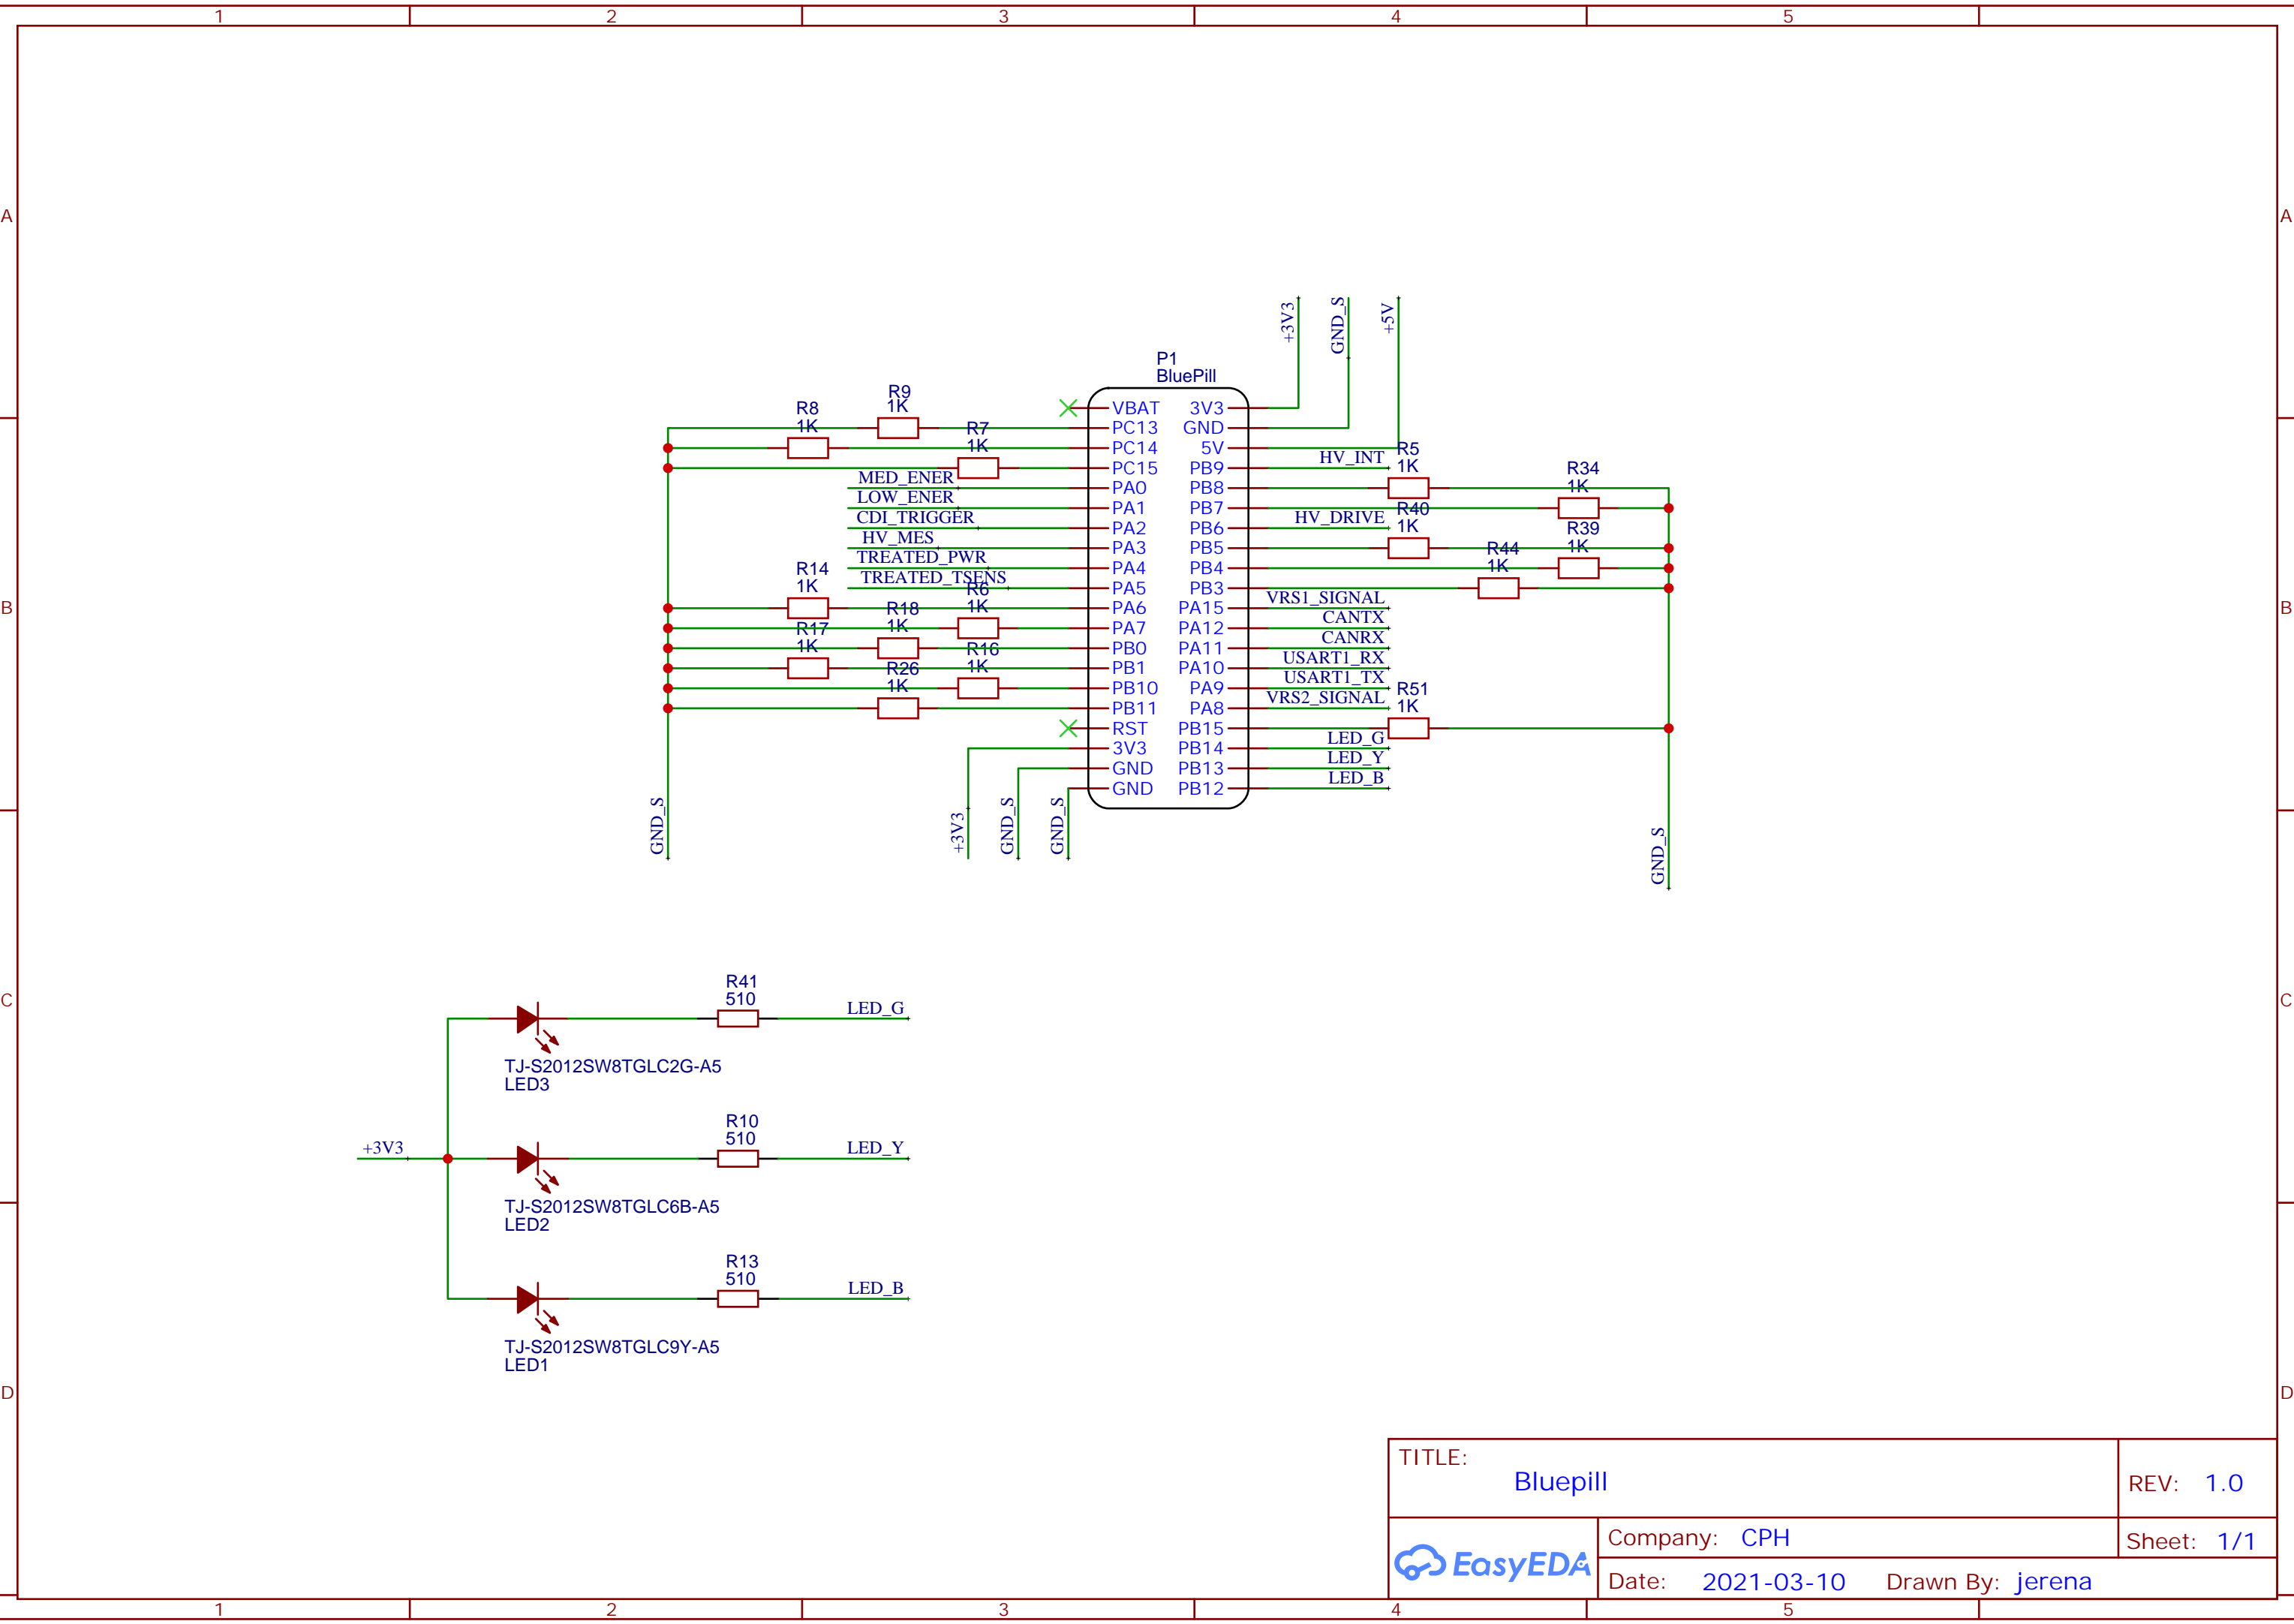 1 2 3 4 5
A A
B B
C C
D D
+3V3
GND_S
+5V
P1
BluePill
R9
1K
R8
1K
R7
1K
MED_ENER
LOW_ENER
CDI_TRIGGER
HV_MES
TREATED_PWR
TREATED_TSENS
R14
1K
R6
1K
R18
1K
R17
1K
R16
1K
R26
1K
VBAT 3V3
PC13 GND
PC14 5V
PC15 PB9
PA0 PB8
PA1 PB7
PA2 PB6
PA3 PB5
PA4 PB4
PA5 PB3
PA6 PA15
PA7 PA12
PB0 PA11
PB1 PA10
PB10 PA9
PB11 PA8
RST PB15
3V3 PB14
GND PB13
GND PB12
HV_INT
R5
1K
R34
1K
HV_DRIVE
R40
1K
R39
1K
R44
1K
VRS1_SIGNAL
CANTX
CANRX
USART1_RX
USART1_TX
VRS2_SIGNAL
R51
1K
LED_G
LED_Y
LED_B
GND_S
+3V3
GND_S
GND_S
GND_S
R41
510
LED_G
TJ-S2012SW8TGLC2G-A5
LED3
R10
510
+3V3
LED_Y
TJ-S2012SW8TGLC6B-A5
LED2
R13
510
LED_B
TJ-S2012SW8TGLC9Y-A5
LED1
TITLE:
Bluepill
REV: 1.0
EasyEDA
Company: CPH
Sheet: 1/1
Date: 2021-03-10 Drawn By: jerena
1 2 3 4 5